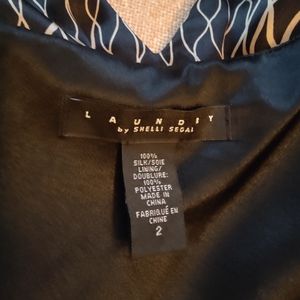 LAUNDRY
by SHELLI SEGAL
100%
SILK/SOIE
LINING/
DOUBLURE:
100%
POLYESTER
MADE IN
CHINA
FABRIQUÉ EN
CHINE
2